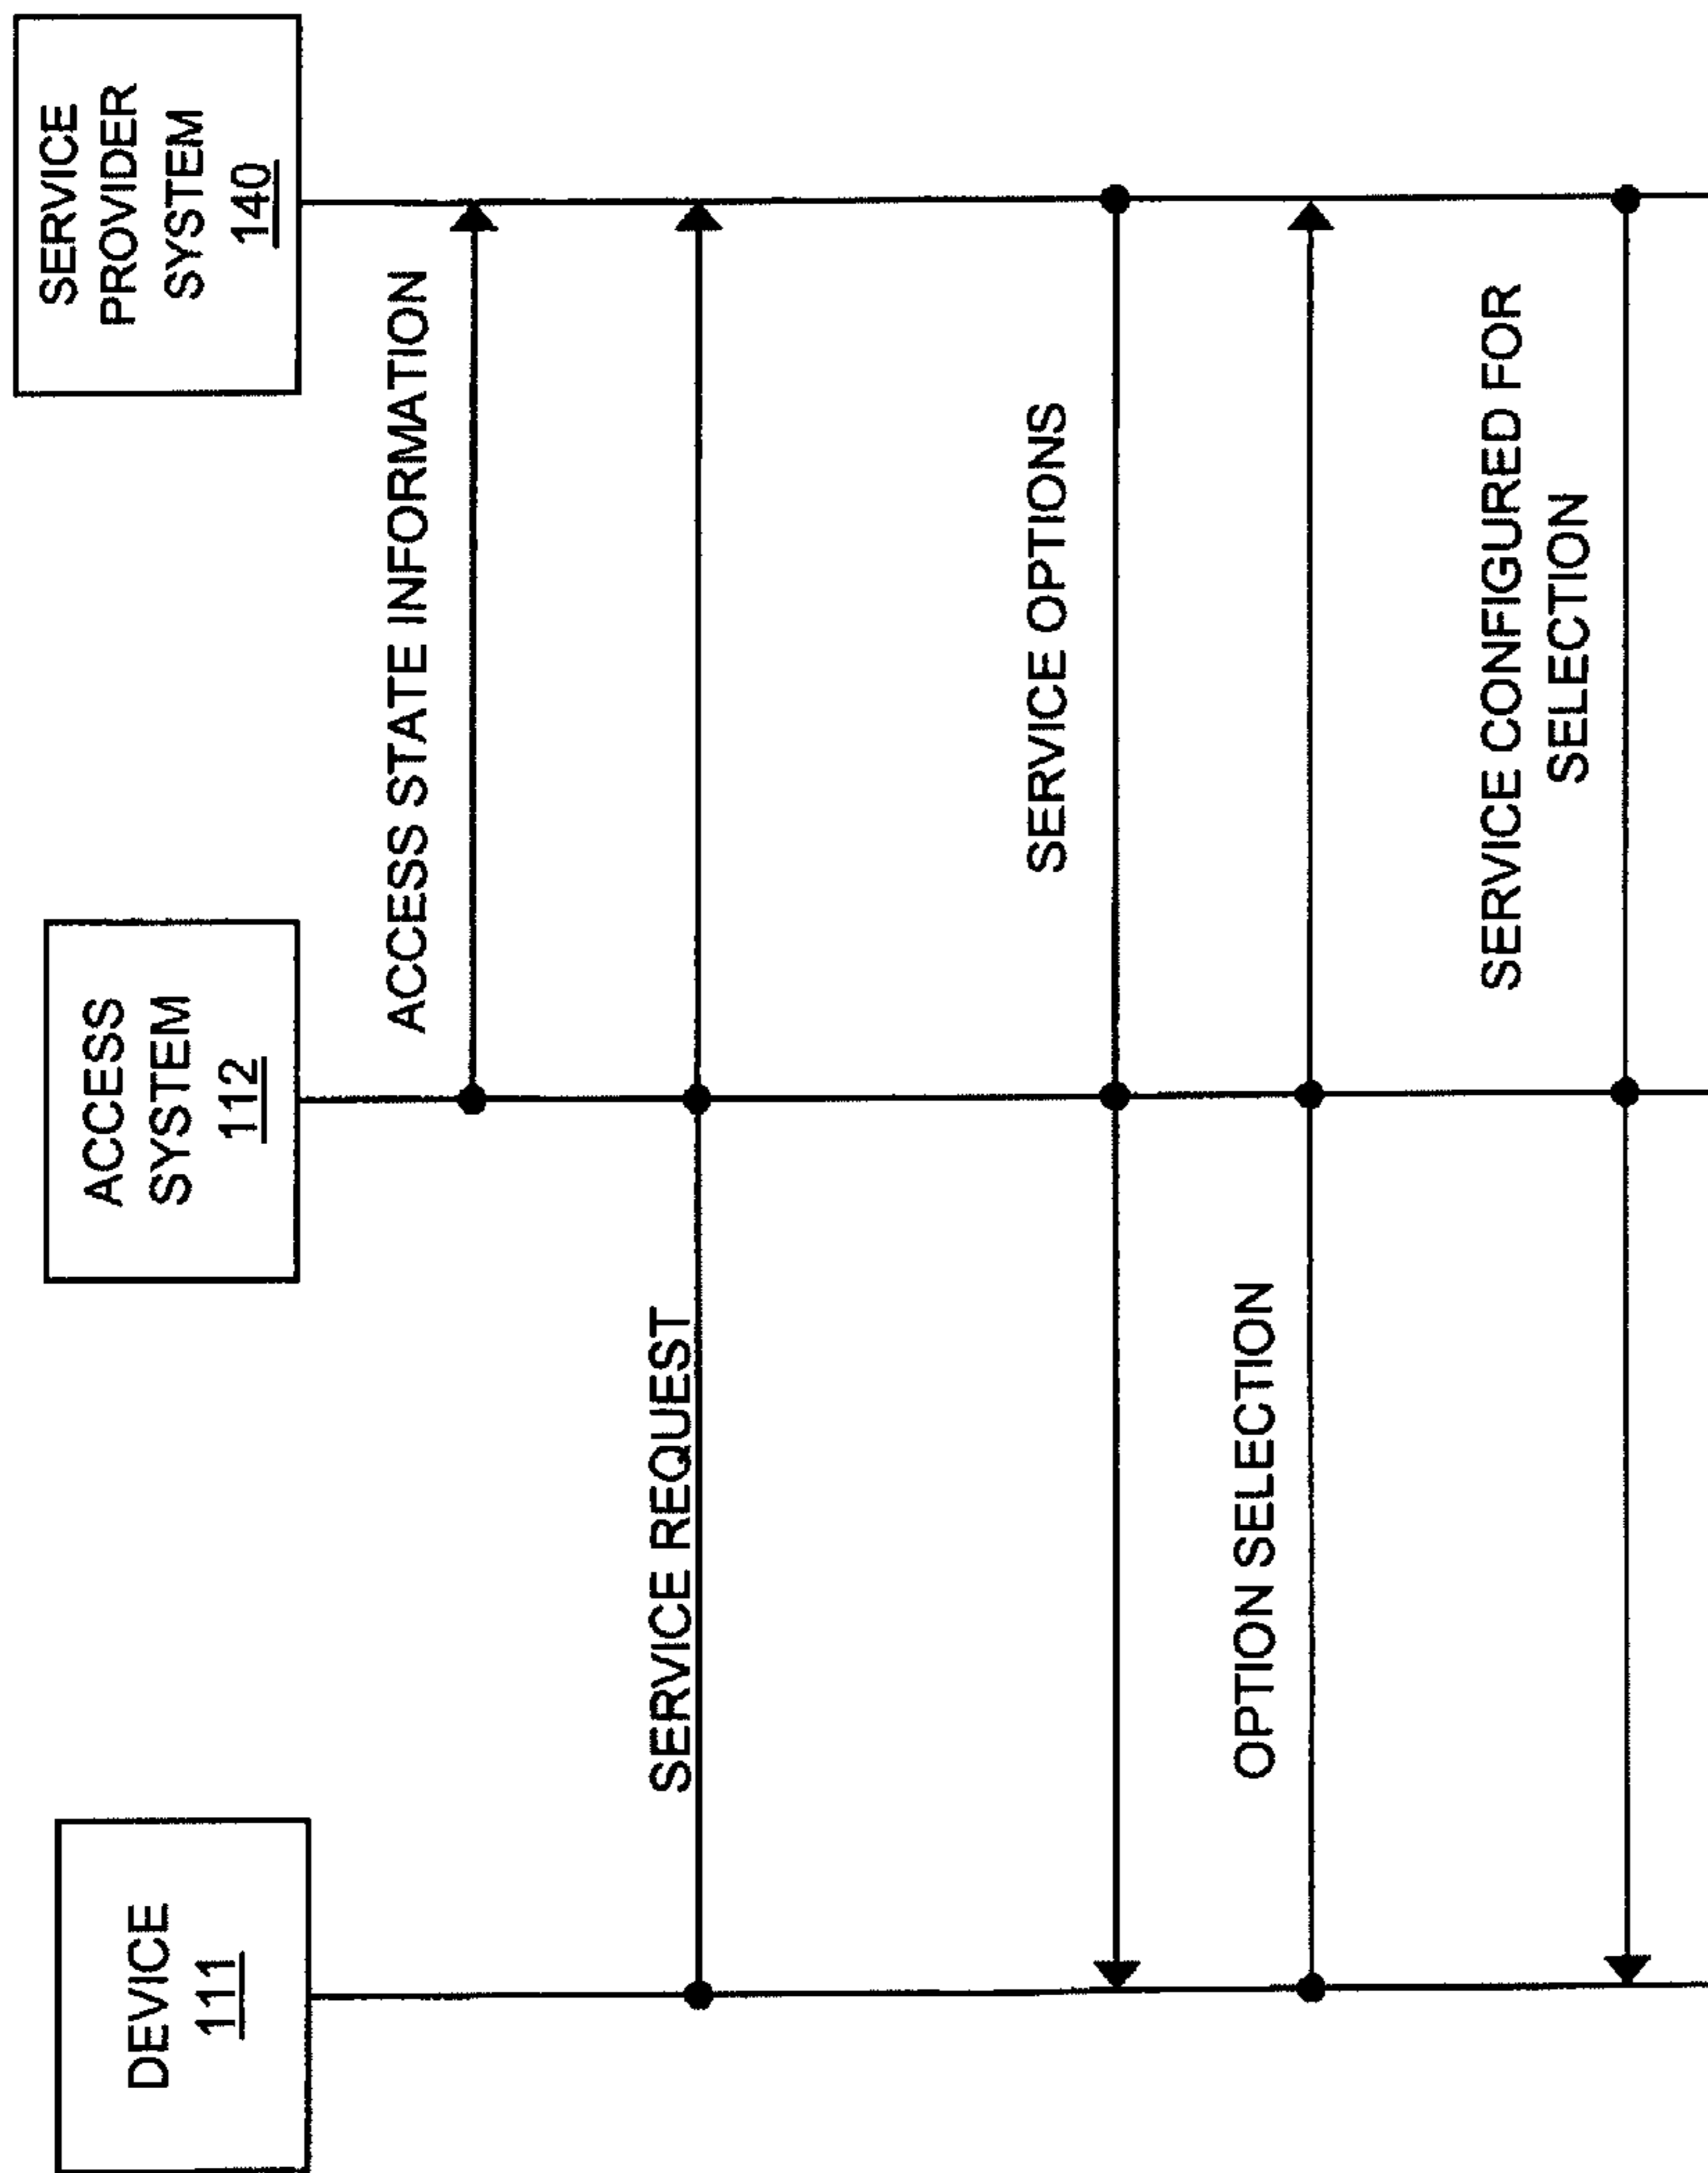 DEVICE
111
ACCESS
SYSTEM
112
SERVICE
PROVIDER
SYSTEM
140
ACCESS STATE INFORMATION
SERVICE REQUEST
SERVICE OPTIONS
OPTION SELECTION
SERVICE CONFIGURED FOR
SELECTION